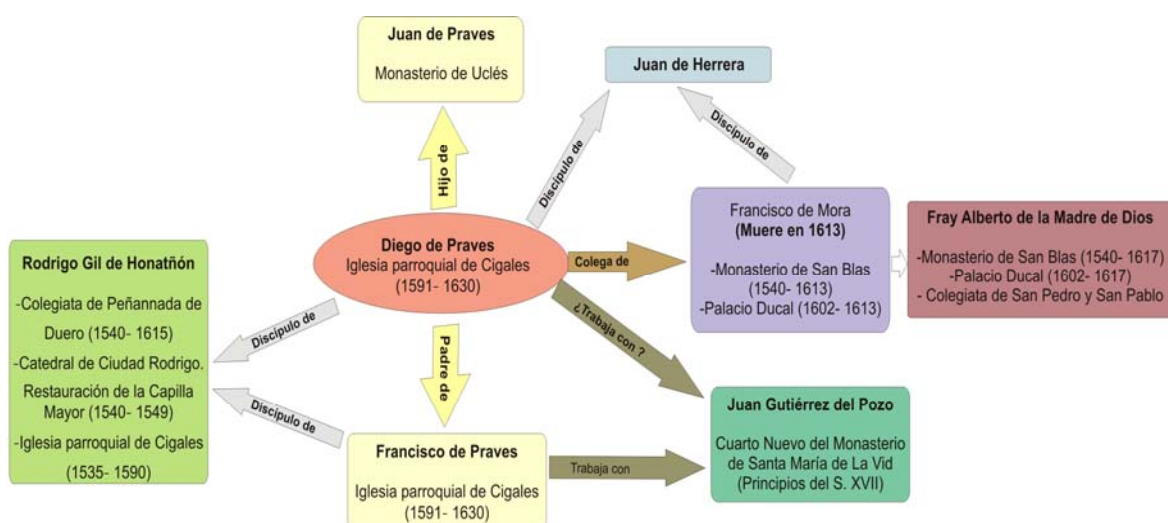 Juan de Praves
Monasterio de Uclés
Juan de Herrera
Hijo de
Discípulo de
Discípulo de
Diego de Praves
Iglesia parroquial de Cigales
(1591- 1630)
Colega de
Francisco de Mora
(Muere en 1613)
-Monasterio de San Blas
(1540- 1613)
-Palacio Ducal (1602- 1613)
Fray Alberto de la Madre de Dios
-Monasterio de San Blas (1540- 1617)
-Palacio Ducal (1602- 1617)
- Colegiata de San Pedro y San Pablo
Rodrigo Gil de Honatñón
-Colegiata de Peñannada de
Duero (1540- 1615)
-Catedral de Ciudad Rodrigo.
Restauración de la Capilla
Mayor (1540- 1549)
-Iglesia parroquial de Cigales
(1535- 1590)
Discípulo de
Discípulo de
Padre de
¿Trabaja con ?
Francisco de Praves
Iglesia parroquial de Cigales
(1591- 1630)
Trabaja con
Juan Gutiérrez del Pozo
Cuarto Nuevo del Monasterio
de Santa María de La Vid
(Principios del S. XVII)